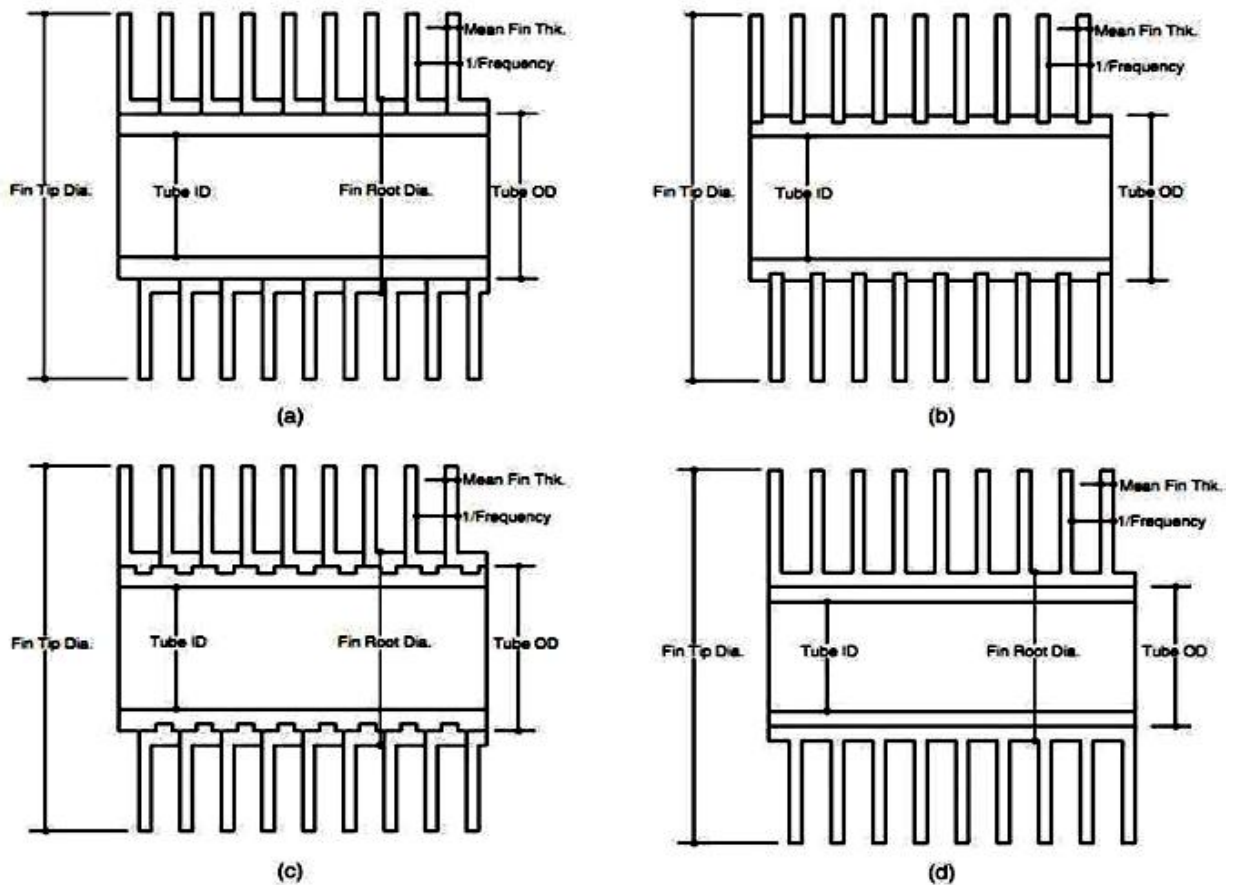 Mean Fin Thk.
1/Frequency
Fin Tip Dia.
Tube ID
Fin Root Dia.
Tube OD
(a)
Mean Fin Thk.
1/Frequency
Fin Tip Dia.
Tube ID
Tube OD
(b)
Mean Fin Thk.
1/Frequency
Fin Tip Dia.
Tube ID
Fin Root Dia.
Tube OD
(c)
Mean Fin Thk.
1/Frequency
Fin Tip Dia.
Tube ID
Fin Root Dia.
Tube OD
(d)